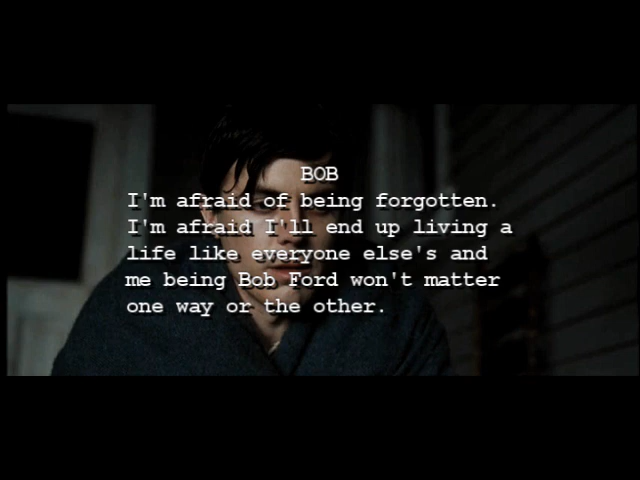 BOB
I'm afraid of being forgotten.
I'm afraid I'll end up living a
life like everyone else's and
me being Bob Ford won't matter
one way or the other.